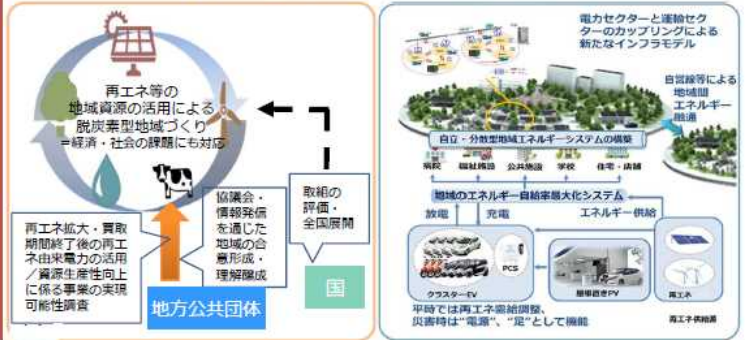 再エネ等の
地域資源の活用による
脱炭素型地域づくり
=経済・社会の課題にも対応
再エネ拡大・買取
期間終了後の再エ
ネ由来電力の活用
／資源生産性向上
に係る事業の実現
可能性調査
協議会・
情報発信
を通じた
地域の合
意形成・
理解醸成
取組の
評価・
全国展開
地方公共団体
国
電力セクターと運輸セク
ターのカップリングによる
新たなインフラモデル
自営線等による
地域間
エネルギー
融通
自立・分散型地域エネルギーシステムの構築
病院 福祉施設 公共施設 学校 住宅・店舗
地域のエネルギー自給率最大化システム
放電 充電 エネルギー供給
PCS
クラスターEV
屋根置きPV
再エネ
平時では再エネ需給調整、
災害時は“電源”、“足”として機能
再エネ供給源